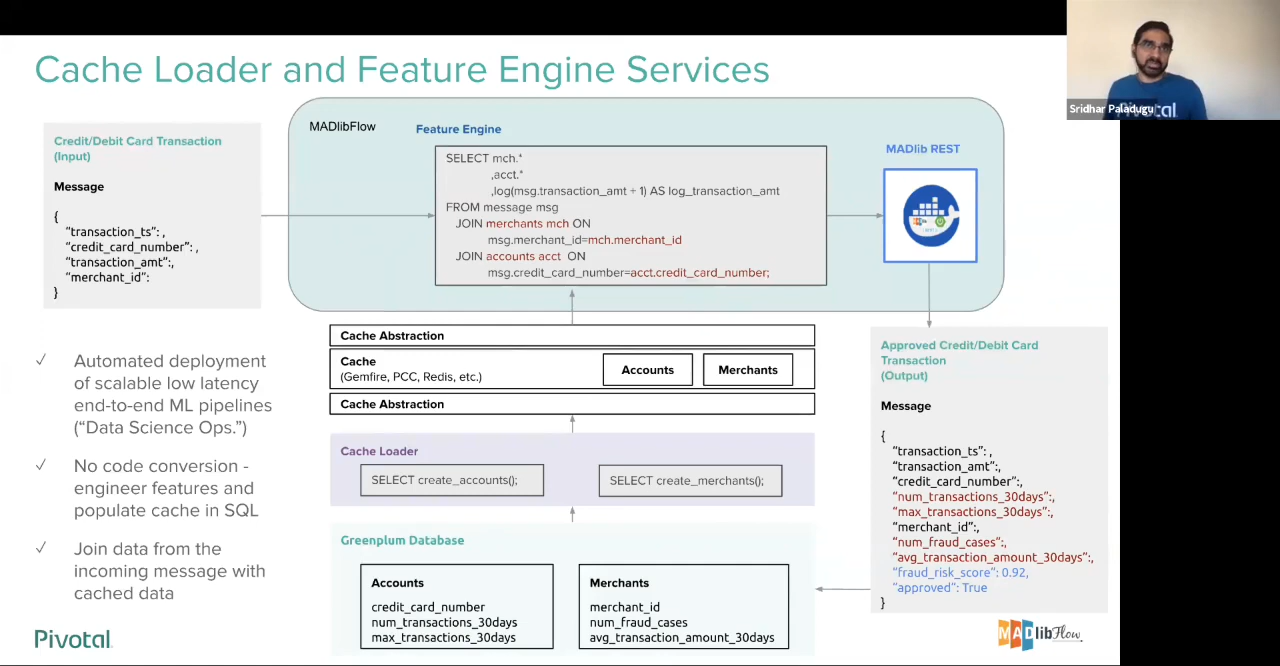 Cache Loader and Feature Engine Services
Sridhar Paladugu
Pivotal
Credit/Debit Card Transaction
(Input)
Message
{
"transaction_ts": ,
"credit_card_number": ,
"transaction_amt":,
"merchant_id":
}
MADlibFlow
Feature Engine
SELECT mch.*
,acct.*
,log(msg.transaction_amt + 1) AS log_transaction_amt
FROM message msg
JOIN merchants mch ON
msg.merchant_id=mch.merchant_id
JOIN accounts acct ON
msg.credit_card_number=acct.credit_card_number;
MADlib REST
Cache Abstraction
Cache
(Gemfire, PCC, Redis, etc.)
Accounts
Merchants
Cache Abstraction
Cache Loader
SELECT create_accounts();
SELECT create_merchants();
Greenplum Database
Accounts
credit_card_number
num_transactions_30days
max_transactions_30days
Merchants
merchant_id
num_fraud_cases
avg_transaction_amount_30days
Approved Credit/Debit Card
Transaction
(Output)
Message
{
"transaction_ts": ,
"transaction_amt":,
"credit_card_number":,
"num_transactions_30days":,
"max_transactions_30days":,
"merchant_id":,
"num_fraud_cases":,
"avg_transaction_amount_30days":,
"fraud_risk_score": 0.92,
"approved": True
}
✓ Automated deployment
of scalable low latency
end-to-end ML pipelines
("Data Science Ops.")
✓ No code conversion -
engineer features and
populate cache in SQL
✓ Join data from the
incoming message with
cached data
Pivotal
MADlibFlow